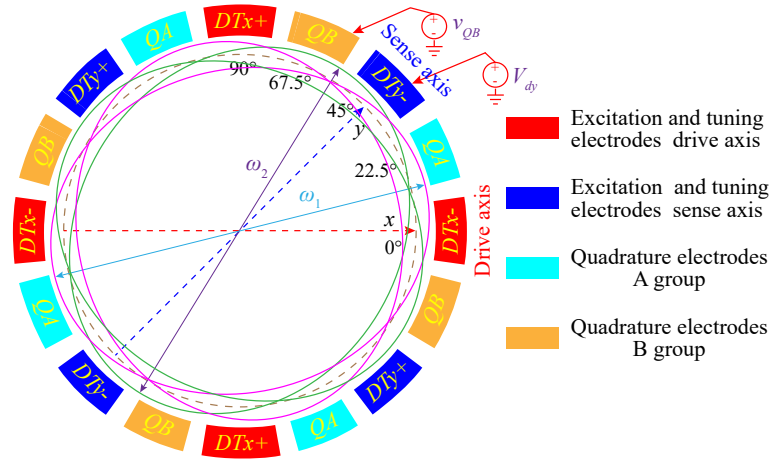 DTx+
QB
v_QB
QA
Sense axis
V_dy
DTy+
DTy-
90°
67.5°
45°
y
QB
QA
22.5°
ω₂
ω₁
DTx-
x
0°
Drive axis
DTx-
QA
QB
DTy-
DTy+
QB
DTx+
QA
Excitation and tuning
electrodes drive axis
Excitation and tuning
electrodes sense axis
Quadrature electrodes
A group
Quadrature electrodes
B group